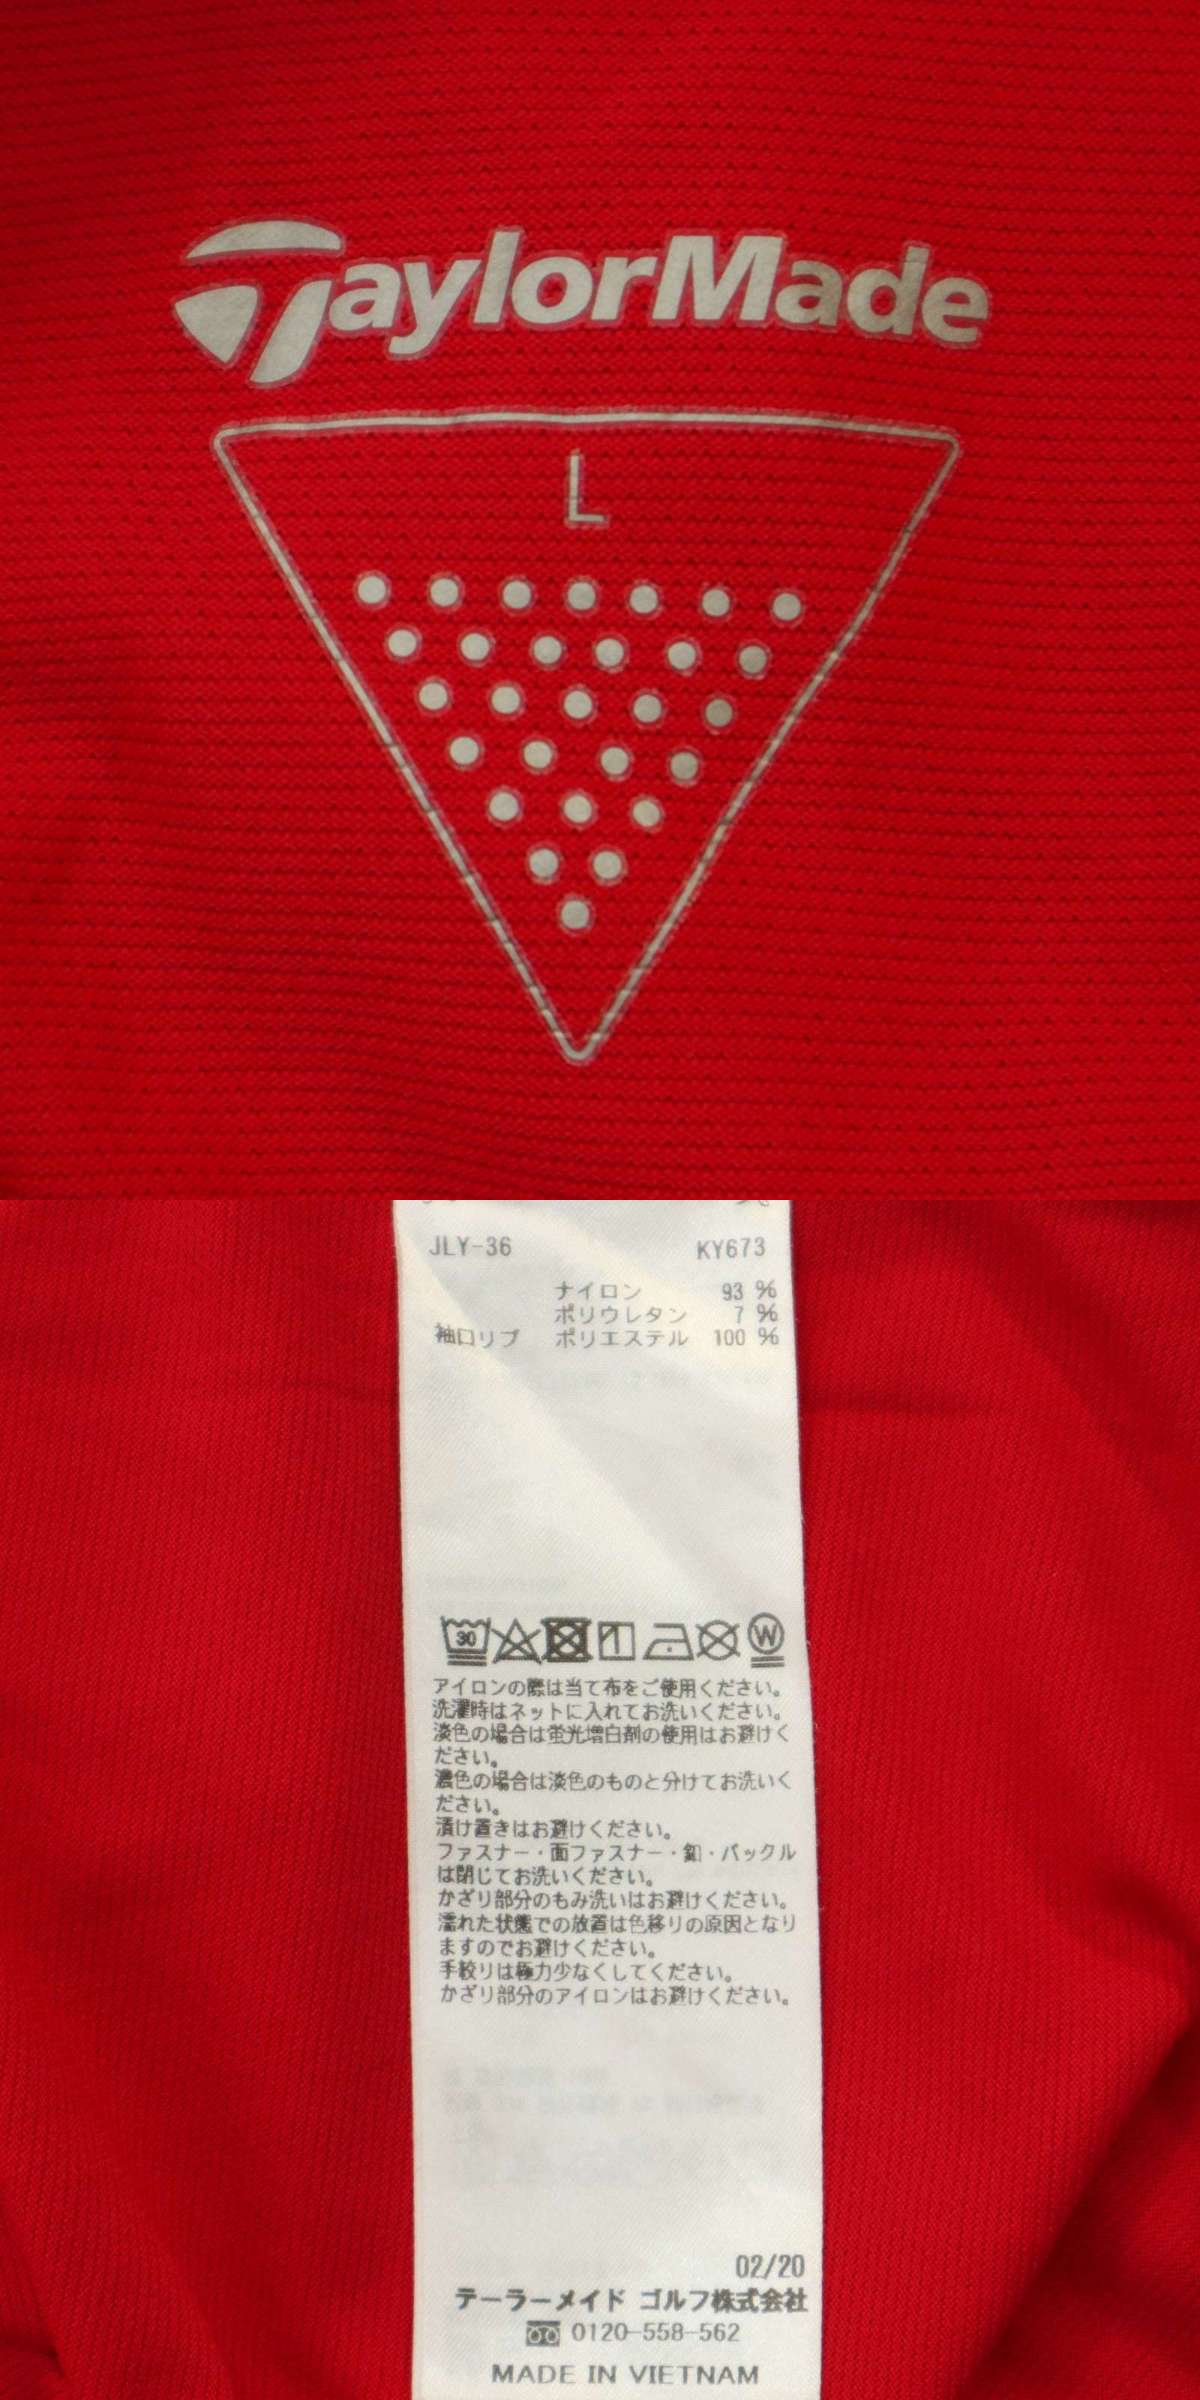 TaylorMade
L
JLY-36 KY673
ナイロン 93 %
ポリウレタン 7 %
袖口リブ ポリエステル 100 %
30
W
アイロンの際は当て布をご使用ください。
洗濯時はネットに入れてお洗いください。
淡色の場合は蛍光増白剤の使用はお避けく
ださい。
濃色の場合は淡色のものと分けてお洗いく
ださい。
漬け置きはお避けください。
ファスナー・面ファスナー・釦・バックル
は閉じてお洗いください。
かざり部分のもみ洗いはお避けください。
濡れた状態での放置は色移りの原因となり
ますのでお避けください。
手絞りは極力少なくしてください。
かざり部分のアイロンはお避けください。
02/20
テーラーメイド ゴルフ株式会社
0120-558-562
MADE IN VIETNAM